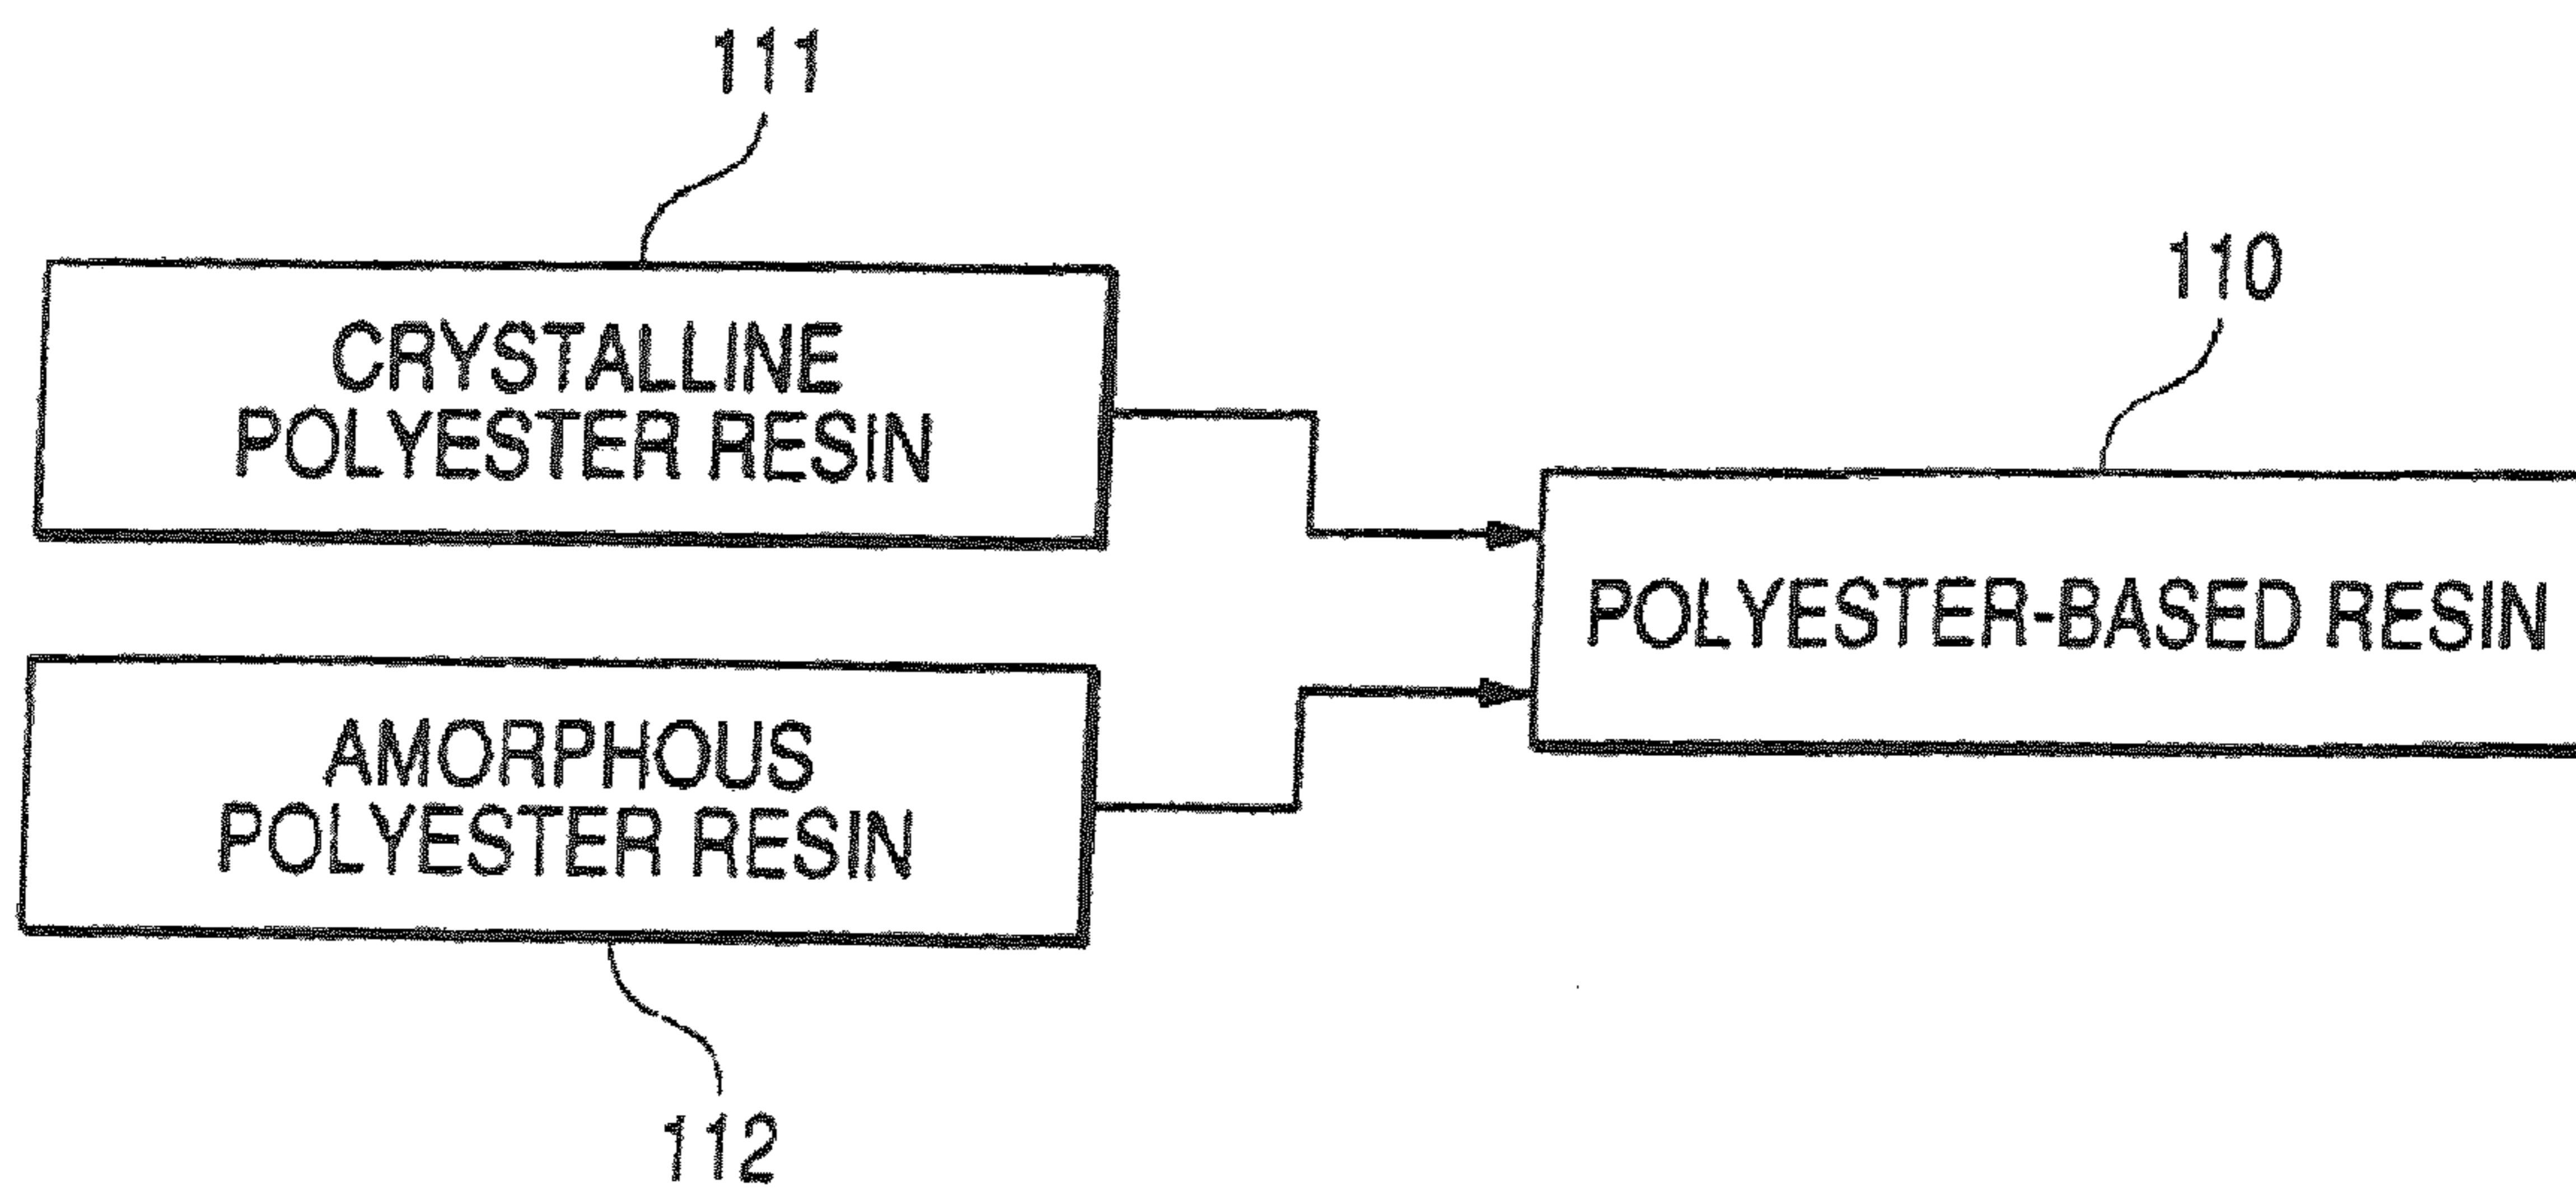 111
CRYSTALLINE
POLYESTER RESIN
110
POLYESTER-BASED RESIN
AMORPHOUS
POLYESTER RESIN
112